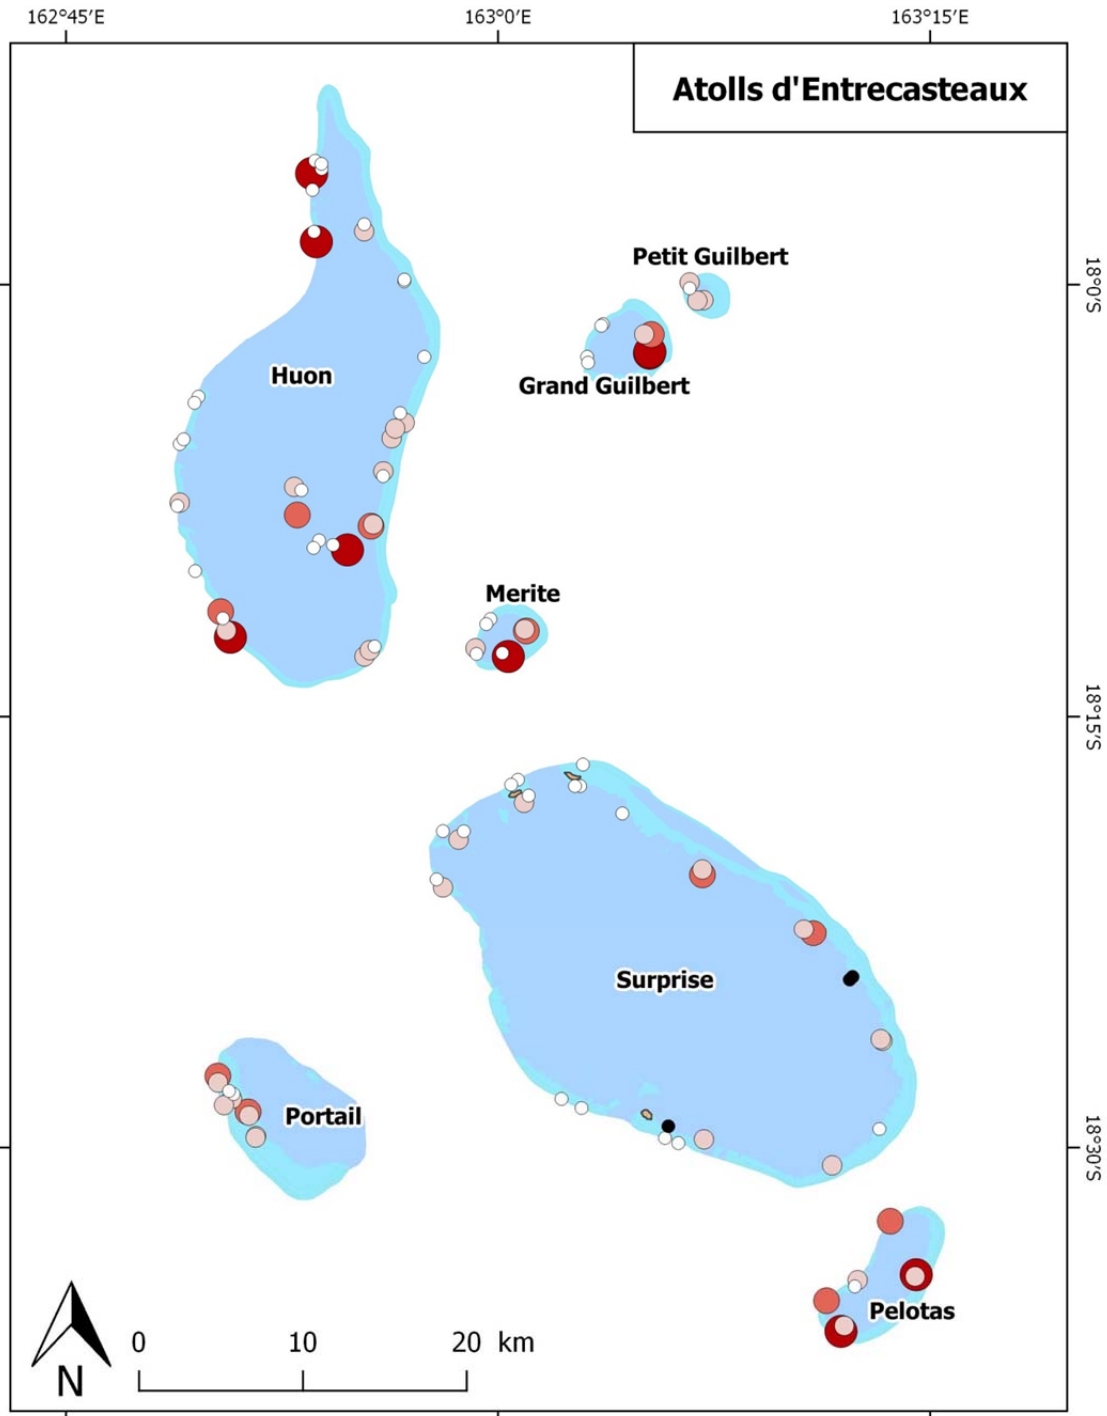 162°45'E 163°0'E 163°15'E
Atolls d'Entrecasteaux
Petit Guilbert
18°0'S
Huon
Grand Guilbert
Merite
18°15'S
Surprise
Portail
18°30'S
Pelotas
0 10 20 km
N